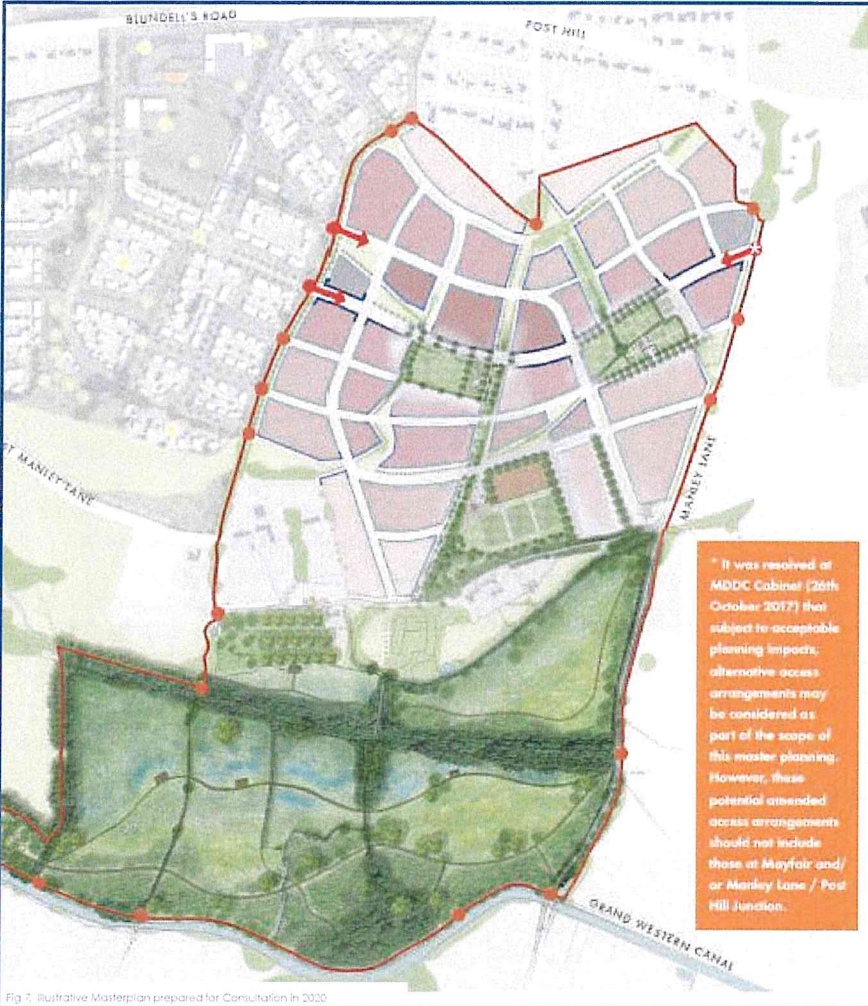 BLUNDELL'S ROAD
POST HILL
MANLEY LANE
MANLEY LANE
* It was resolved at
MDDC Cabinet (26th
October 2017) that
subject to acceptable
planning impacts,
alternative access
arrangements may
be considered as
part of the scope of
this master planning.
However, these
potential amended
access arrangements
should not include
those at Mayfair and/
or Manley Lane / Post
Hill Junction.
GRAND WESTERN CANAL
Fig 7. Illustrative Masterplan prepared for Consultation in 2020